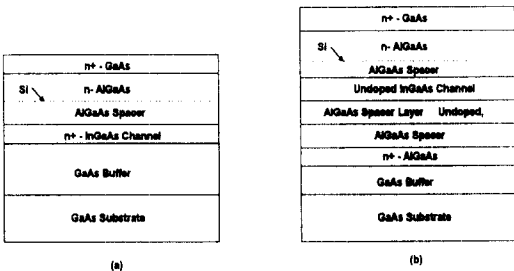 n+ - GaAs
Si
n- AlGaAs
AlGaAs Spacer
n+ - InGaAs Channel
GaAs Buffer
GaAs Substrate
(a)
n+ - GaAs
Si
n- AlGaAs
AlGaAs Spacer
Undoped InGaAs Channel
AlGaAs Spacer Layer Undoped,
AlGaAs Spacer
n+ - AlGaAs
GaAs Buffer
GaAs Substrate
(b)